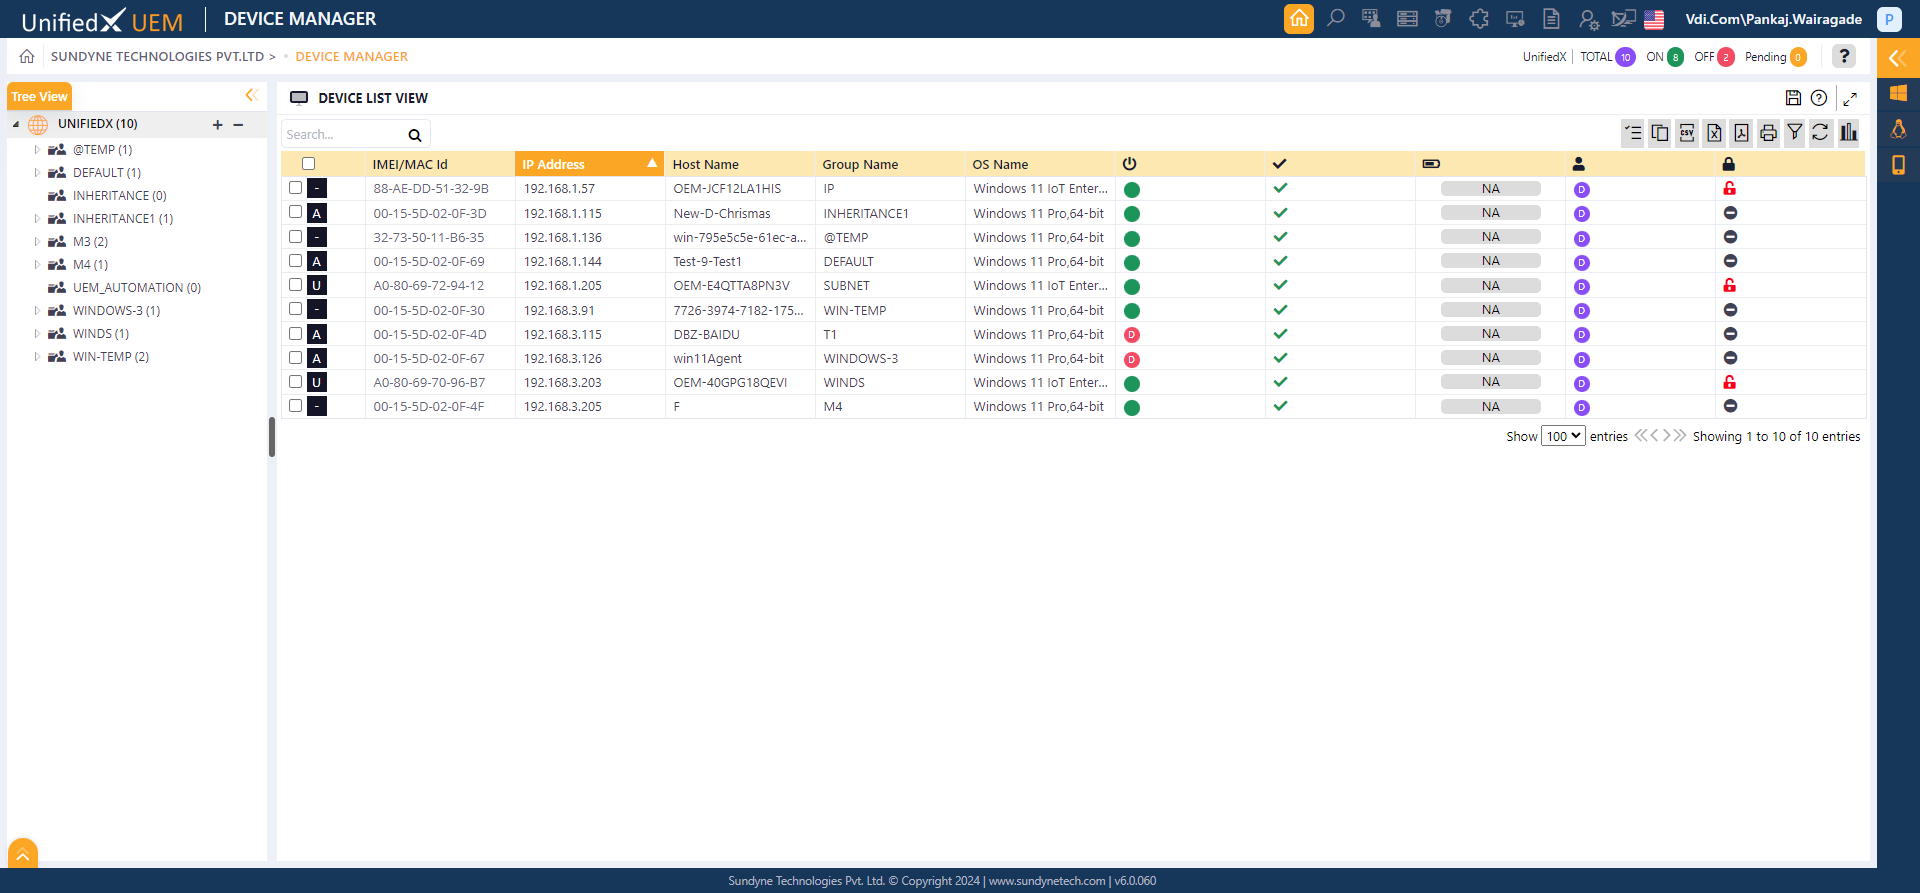 UnifiedX UEM DEVICE MANAGER Vdi.Com\Pankaj.Wairagade P
SUNDYNE TECHNOLOGIES PVT.LTD > • DEVICE MANAGER UnifiedX TOTAL 10 ON 8 OFF 2 Pending 0 ?
Tree View
UNIFIEDX (10) + −
@TEMP (1)
DEFAULT (1)
INHERITANCE (0)
INHERITANCE1 (1)
M3 (2)
M4 (1)
UEM_AUTOMATION (0)
WINDOWS-3 (1)
WINDS (1)
WIN-TEMP (2)
DEVICE LIST VIEW ?
Search... CSV X
IMEI/MAC Id IP Address Host Name Group Name OS Name
- 88-AE-DD-51-32-9B 192.168.1.57 OEM-JCF12LA1HIS IP Windows 11 IoT Enter... NA D
A 00-15-5D-02-0F-3D 192.168.1.115 New-D-Chrismas INHERITANCE1 Windows 11 Pro,64-bit NA D
- 32-73-50-11-B6-35 192.168.1.136 win-795e5c5e-61ec-a... @TEMP Windows 11 Pro,64-bit NA D
A 00-15-5D-02-0F-69 192.168.1.144 Test-9-Test1 DEFAULT Windows 11 Pro,64-bit NA D
U A0-80-69-72-94-12 192.168.1.205 OEM-E4QTTA8PN3V SUBNET Windows 11 IoT Enter... NA D
- 00-15-5D-02-0F-30 192.168.3.91 7726-3974-7182-175... WIN-TEMP Windows 11 Pro,64-bit NA D
A 00-15-5D-02-0F-4D 192.168.3.115 DBZ-BAIDU T1 Windows 11 Pro,64-bit D NA D
A 00-15-5D-02-0F-67 192.168.3.126 win11Agent WINDOWS-3 Windows 11 Pro,64-bit D NA D
U A0-80-69-70-96-B7 192.168.3.203 OEM-40GPG18QEVI WINDS Windows 11 IoT Enter... NA D
- 00-15-5D-02-0F-4F 192.168.3.205 F M4 Windows 11 Pro,64-bit NA D
Show 100 entries Showing 1 to 10 of 10 entries
Sundyne Technologies Pvt. Ltd. © Copyright 2024 | www.sundynetech.com | v6.0.060